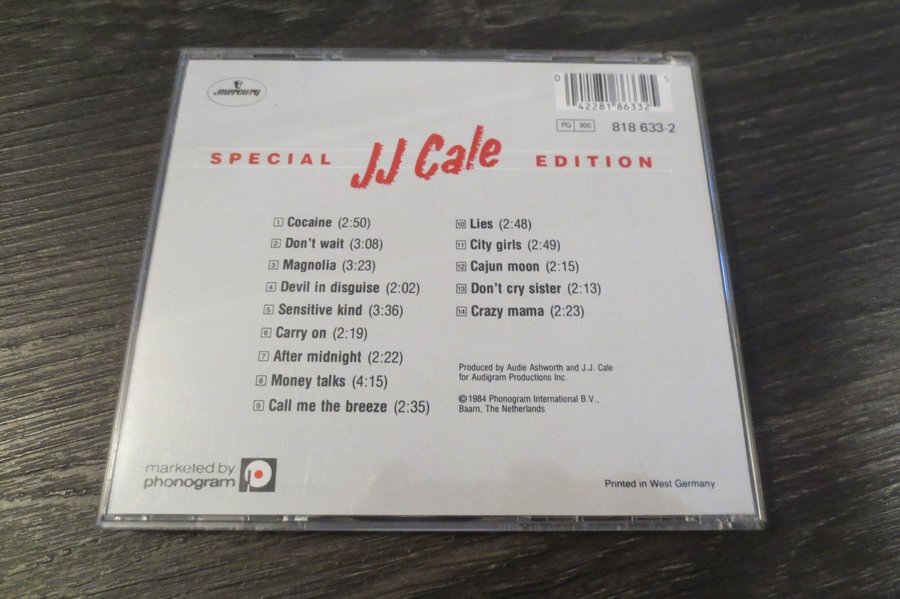 mercury
0 42281 86332 5
PG 900 818 633-2
SPECIAL JJ Cale EDITION
1 Cocaine (2:50)
2 Don't wait (3:08)
3 Magnolia (3:23)
4 Devil in disguise (2:02)
5 Sensitive kind (3:36)
6 Carry on (2:19)
7 After midnight (2:22)
8 Money talks (4:15)
9 Call me the breeze (2:35)
10 Lies (2:48)
11 City girls (2:49)
12 Cajun moon (2:15)
13 Don't cry sister (2:13)
14 Crazy mama (2:23)
Produced by Audie Ashworth and J.J. Cale
for Audigram Productions Inc.
©1984 Phonogram International B.V.,
Baarn, The Netherlands
marketed by
phonogram
Printed in West Germany